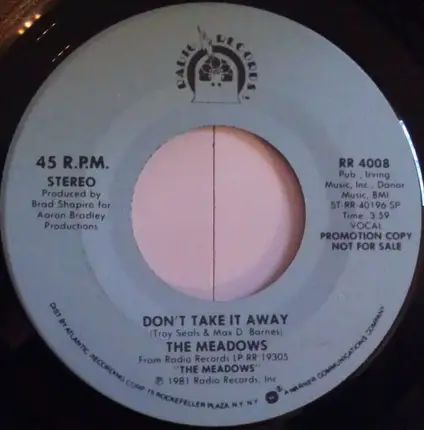 RADIO RECORDS!
45 R.P.M.
STEREO
Produced by
Brad Shapiro for
Aaron Bradley
Productions
RR 4008
Pub., Irving
Music, Inc., Danor
Music, BMI
ST-RR-40196 SP
Time: 3:59
VOCAL
PROMOTION COPY
NOT FOR SALE
DON'T TAKE IT AWAY
(Troy Seals & Max D. Barnes)
THE MEADOWS
From Radio Records LP RR 19305
"THE MEADOWS"
℗ 1981 Radio Records, Inc.
DIST. BY ATLANTIC RECORDING CORP. 75 ROCKEFELLER PLAZA, N.Y. N.Y.
A WARNER COMMUNICATIONS COMPANY